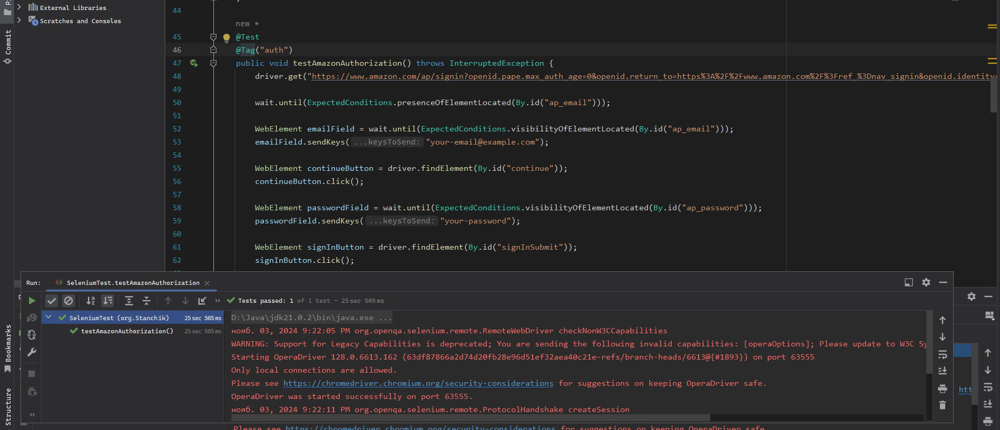 External Libraries
Scratches and Consoles
Commit
Bookmarks
Structure
44
new *
45 @Test
46 @Tag("auth")
47 public void testAmazonAuthorization() throws InterruptedException {
48 driver.get("https://www.amazon.com/ap/signin?openid.pape.max_auth_age=0&openid.return_to=https%3A%2F%2Fwww.amazon.com%2F%3Fref_%3Dnav_signin&openid.identity=
49
50 wait.until(ExpectedConditions.presenceOfElementLocated(By.id("ap_email")));
51
52 WebElement emailField = wait.until(ExpectedConditions.visibilityOfElementLocated(By.id("ap_email")));
53 emailField.sendKeys( ...keysToSend: "your-email@example.com");
54
55 WebElement continueButton = driver.findElement(By.id("continue"));
56 continueButton.click();
57
58 WebElement passwordField = wait.until(ExpectedConditions.visibilityOfElementLocated(By.id("ap_password")));
59 passwordField.sendKeys( ...keysToSend: "your-password");
60
61 WebElement signInButton = driver.findElement(By.id("signInSubmit"));
62 signInButton.click();
Run: SeleniumTest.testAmazonAuthorization
Tests passed: 1 of 1 test – 25 sec 505 ms
SeleniumTest (org.Stanchik) 25 sec 505 ms
testAmazonAuthorization() 25 sec 505 ms
D:\Java\jdk21.0.2\bin\java.exe ...
нояб. 03, 2024 9:22:05 PM org.openqa.selenium.remote.RemoteWebDriver checkNonW3CCapabilities
WARNING: Support for Legacy Capabilities is deprecated; You are sending the following invalid capabilities: [operaOptions]; Please update to W3C Sy
Starting OperaDriver 128.0.6613.162 (63df87866a2d74d20fb28e96d51ef32aea40c21e-refs/branch-heads/6613@{#1893}) on port 63555
Only local connections are allowed.
Please see https://chromedriver.chromium.org/security-considerations for suggestions on keeping OperaDriver safe.
OperaDriver was started successfully on port 63555.
нояб. 03, 2024 9:22:11 PM org.openqa.selenium.remote.ProtocolHandshake createSession
htt
Please see https://chromedriver.chromium.org/security-considerations for suggestions on keeping OperaDriver safe.